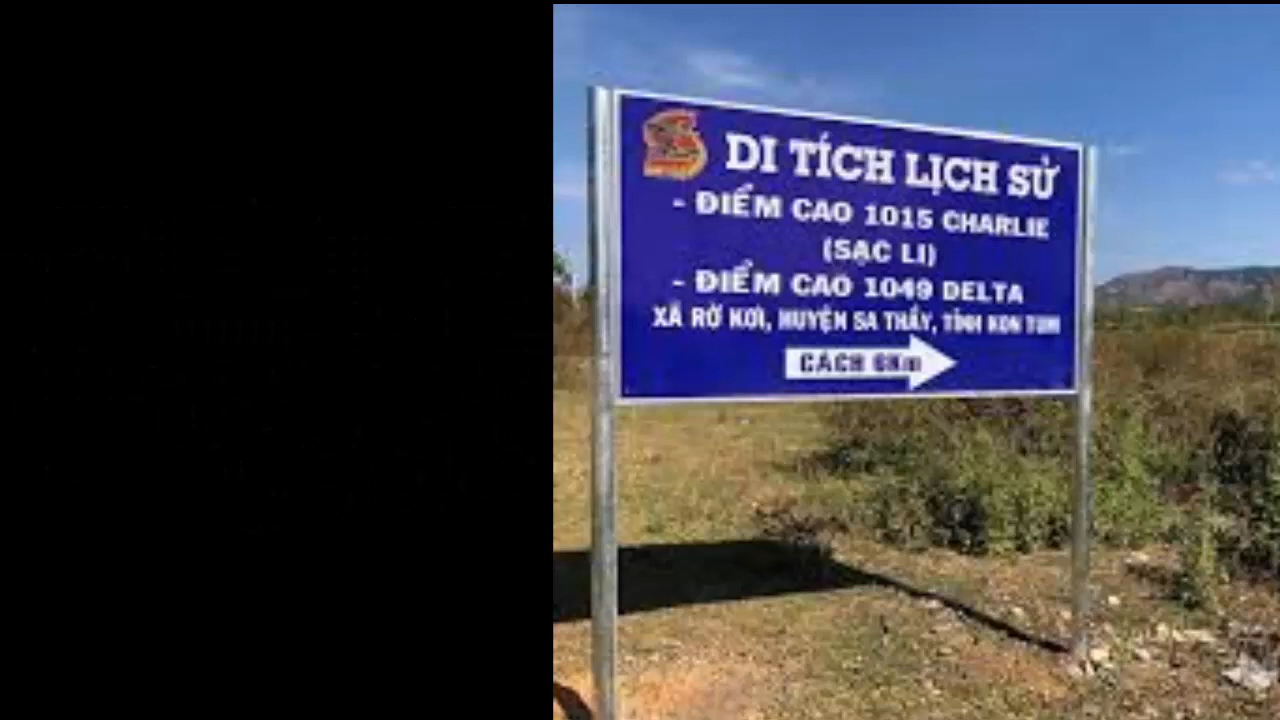 DI TÍCH LỊCH SỬ
- ĐIỂM CAO 1015 CHARLIE
(SẠC LI)
- ĐIỂM CAO 1049 DELTA
XÃ RỜ KƠI, HUYỆN SA THẦY, TỈNH KON TUM
CÁCH 6Km